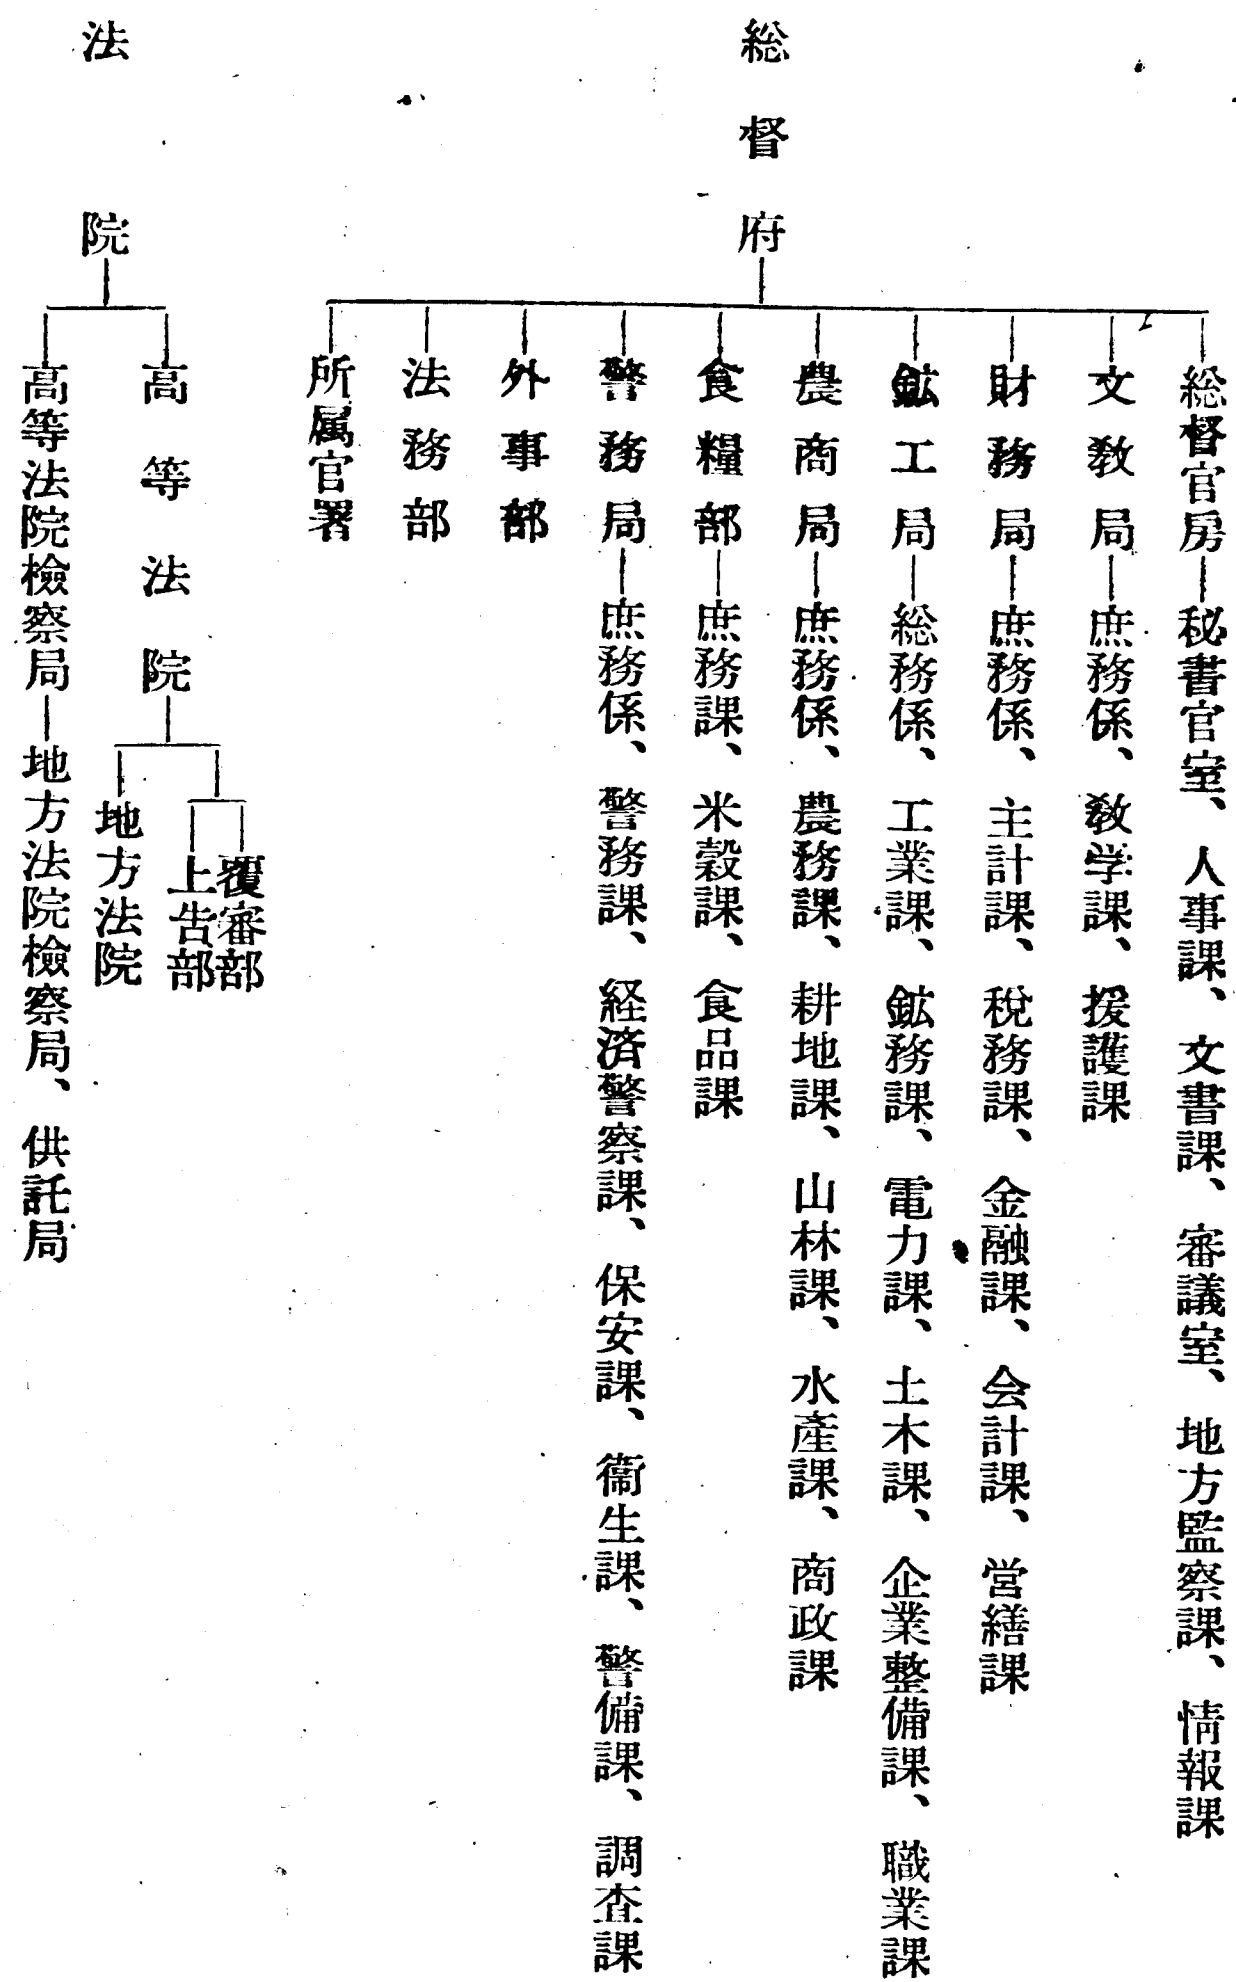 総督府
総督官房―秘書官室、人事課、文書課、審議室、地方監察課、情報課
文教局―庶務係、教学課、援護課
財務局―庶務係、主計課、税務課、金融課、会計課、営繕課
鉱工局―総務係、工業課、鉱務課、電力課、土木課、企業整備課、職業課
農商局―庶務係、農務課、耕地課、山林課、水産課、商政課
食糧部―庶務課、米穀課、食品課
警務局―庶務係、警務課、経済警察課、保安課、衞生課、警備課、調査課
外事部
法務部
所属官署
法院
高等法院
覆審部
上告部
地方法院
高等法院檢察局―地方法院檢察局、供託局